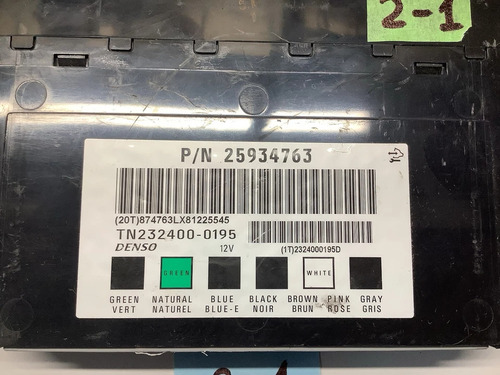 2-1
P/N 25934763
(20T)874763LX81225545
TN232400-0195
DENSO 12V (1T)2324000195D
GREEN WHITE
GREEN NATURAL BLUE BLACK BROWN PINK GRAY
VERT NATUREL BLUE-E NOIR BRUN ROSE GRIS